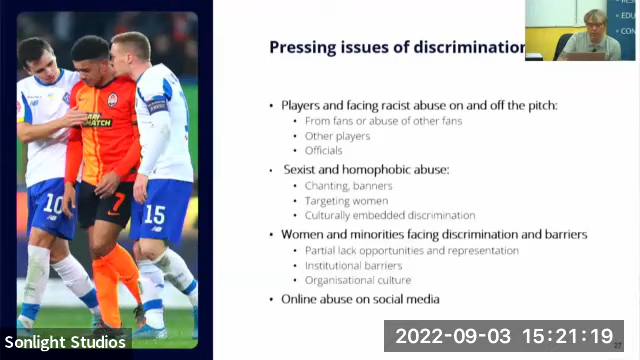 Pressing issues of discrimination
• Players and facing racist abuse on and off the pitch:
• From fans or abuse of other fans
• Other players
• Officials
• Sexist and homophobic abuse:
• Chanting, banners
• Targeting women
• Culturally embedded discrimination
• Women and minorities facing discrimination and barriers
• Partial lack opportunities and representation
• Institutional barriers
• Organisational culture
• Online abuse on social media
10
7
15
Sonlight Studios
2022-09-03 15:21:19
27